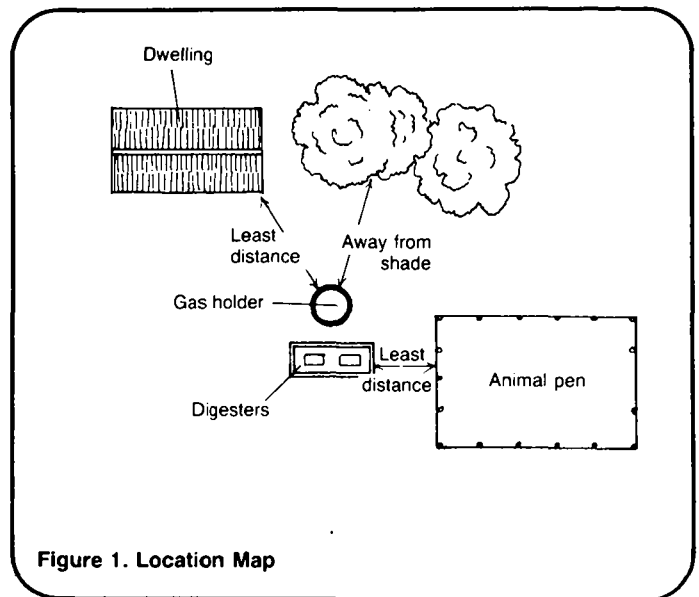 Dwelling
Least
distance
Away from
shade
Gas holder
Least
distance
Animal pen
Digesters
Figure 1. Location Map